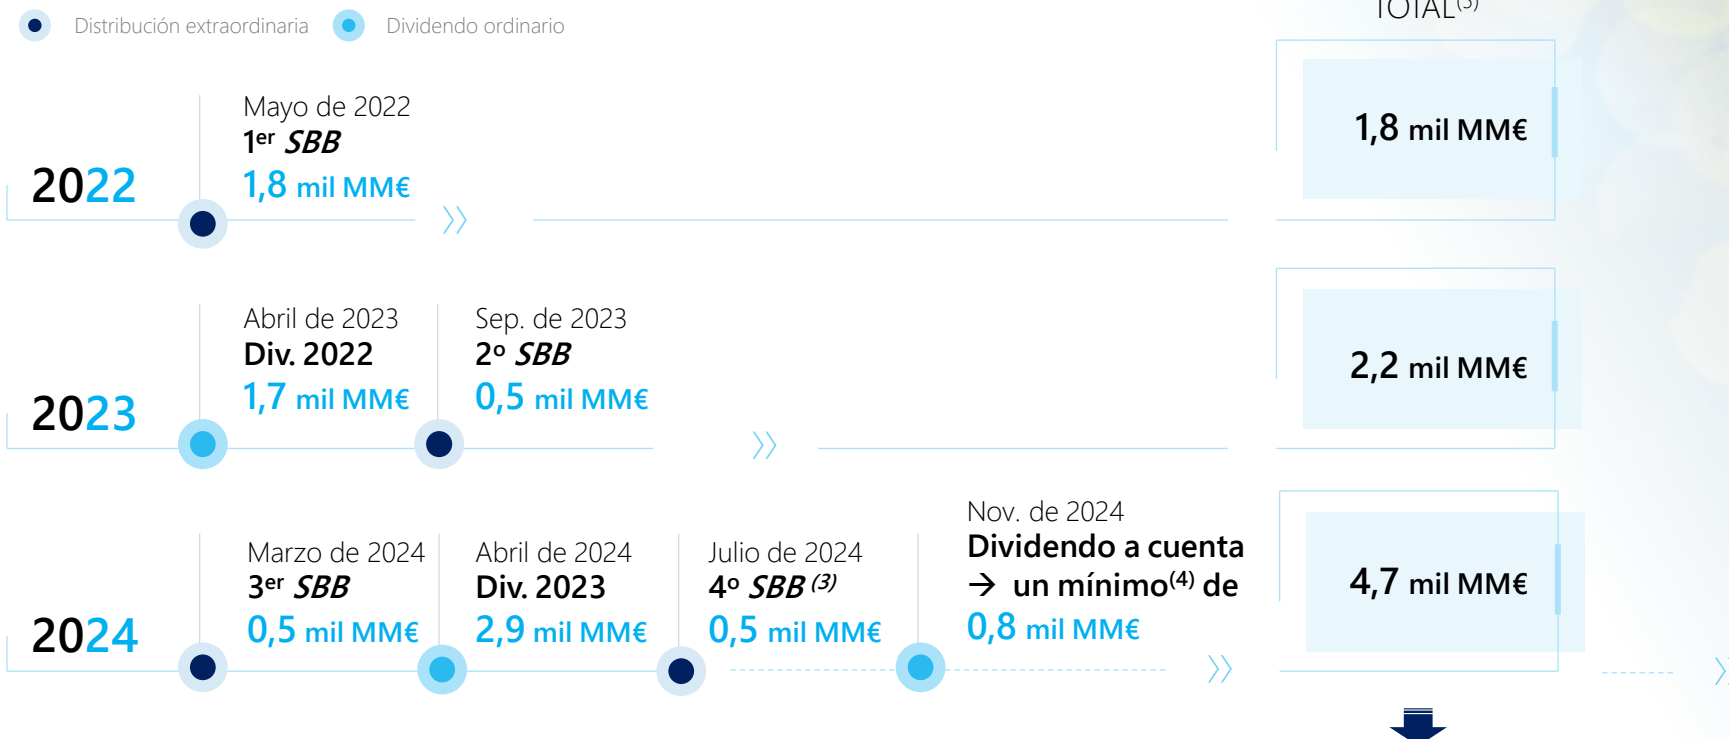 Distribución extraordinaria
Dividendo ordinario
TOTAL(5)
2022
Mayo de 2022
1er SBB
1,8 mil MM€
1,8 mil MM€
2023
Abril de 2023
Div. 2022
1,7 mil MM€
Sep. de 2023
2º SBB
0,5 mil MM€
2,2 mil MM€
2024
Marzo de 2024
3er SBB
0,5 mil MM€
Abril de 2024
Div. 2023
2,9 mil MM€
Julio de 2024
4º SBB (3)
0,5 mil MM€
Nov. de 2024
Dividendo a cuenta
→ un mínimo(4) de
0,8 mil MM€
4,7 mil MM€